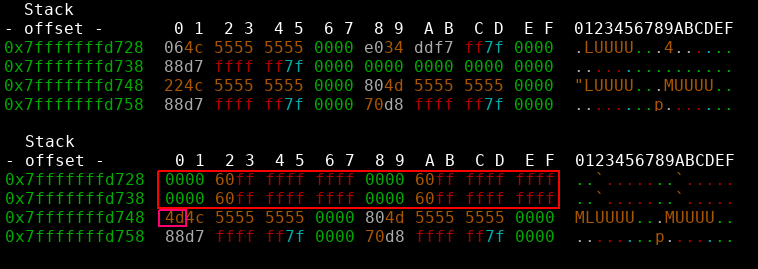 Stack
- offset -       0 1  2 3  4 5  6 7  8 9  A B  C D  E F  0123456789ABCDEF
0x7fffffffd728  064c 5555 5555 0000 e034 ddf7 ff7f 0000  .LUUUU...4......
0x7fffffffd738  88d7 ffff ff7f 0000 0000 0000 0000 0000  ................
0x7fffffffd748  224c 5555 5555 0000 804d 5555 5555 0000  "LUUUU...MUUUU..
0x7fffffffd758  88d7 ffff ff7f 0000 70d8 ffff ff7f 0000  ........p.......
Stack
- offset -       0 1  2 3  4 5  6 7  8 9  A B  C D  E F  0123456789ABCDEF
0x7fffffffd728  0000 60ff ffff ffff 0000 60ff ffff ffff  ..`.......`.....
0x7fffffffd738  0000 60ff ffff ffff 0000 60ff ffff ffff  ..`.......`.....
0x7fffffffd748  4d4c 5555 5555 0000 804d 5555 5555 0000  MLUUUU...MUUUU..
0x7fffffffd758  88d7 ffff ff7f 0000 70d8 ffff ff7f 0000  ........p.......